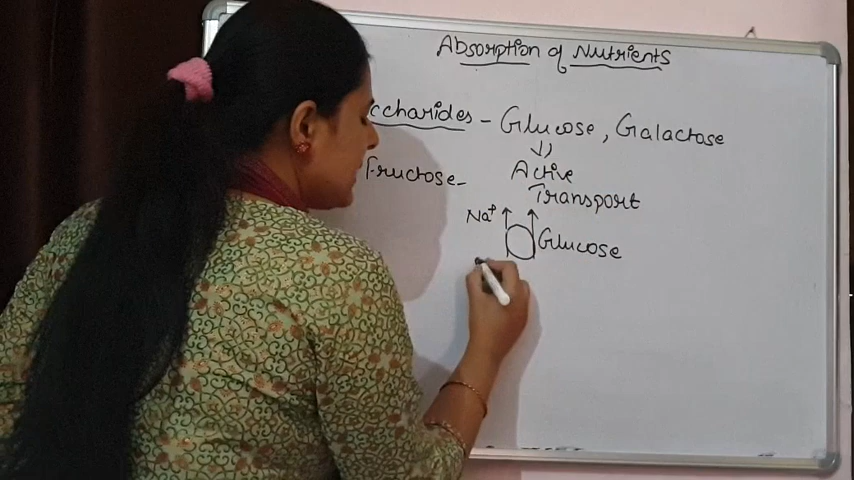 Absorption of Nutrients
ccharides - Glucose, Galactose
Active
Fructose-
Transport
Na+
Glucose